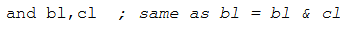 and bl,cl  ; same as bl = bl & cl